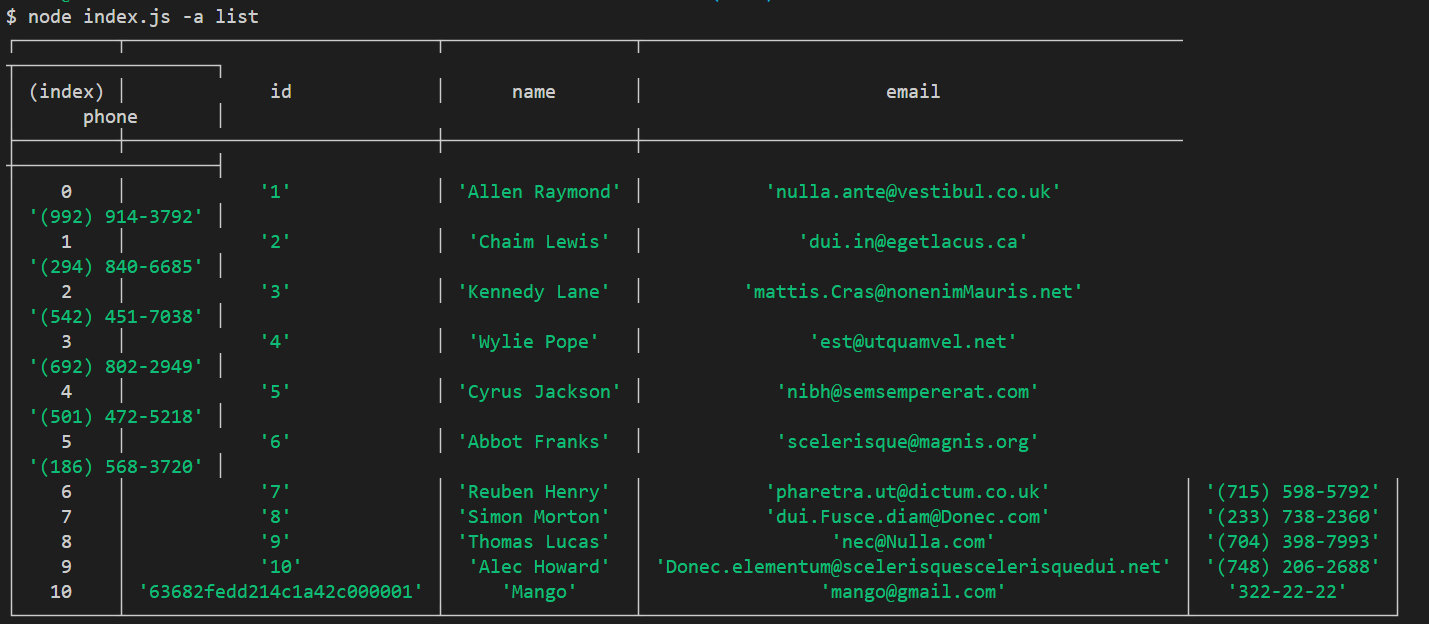 $ node index.js -a list
(index) id name email
phone
0 '1' 'Allen Raymond' 'nulla.ante@vestibul.co.uk'
'(992) 914-3792'
1 '2' 'Chaim Lewis' 'dui.in@egetlacus.ca'
'(294) 840-6685'
2 '3' 'Kennedy Lane' 'mattis.Cras@nonenimMauris.net'
'(542) 451-7038'
3 '4' 'Wylie Pope' 'est@utquamvel.net'
'(692) 802-2949'
4 '5' 'Cyrus Jackson' 'nibh@semsempererat.com'
'(501) 472-5218'
5 '6' 'Abbot Franks' 'scelerisque@magnis.org'
'(186) 568-3720'
6 '7' 'Reuben Henry' 'pharetra.ut@dictum.co.uk' '(715) 598-5792'
7 '8' 'Simon Morton' 'dui.Fusce.diam@Donec.com' '(233) 738-2360'
8 '9' 'Thomas Lucas' 'nec@Nulla.com' '(704) 398-7993'
9 '10' 'Alec Howard' 'Donec.elementum@scelerisquescelerisquedui.net' '(748) 206-2688'
10 '63682fedd214c1a42c000001' 'Mango' 'mango@gmail.com' '322-22-22'